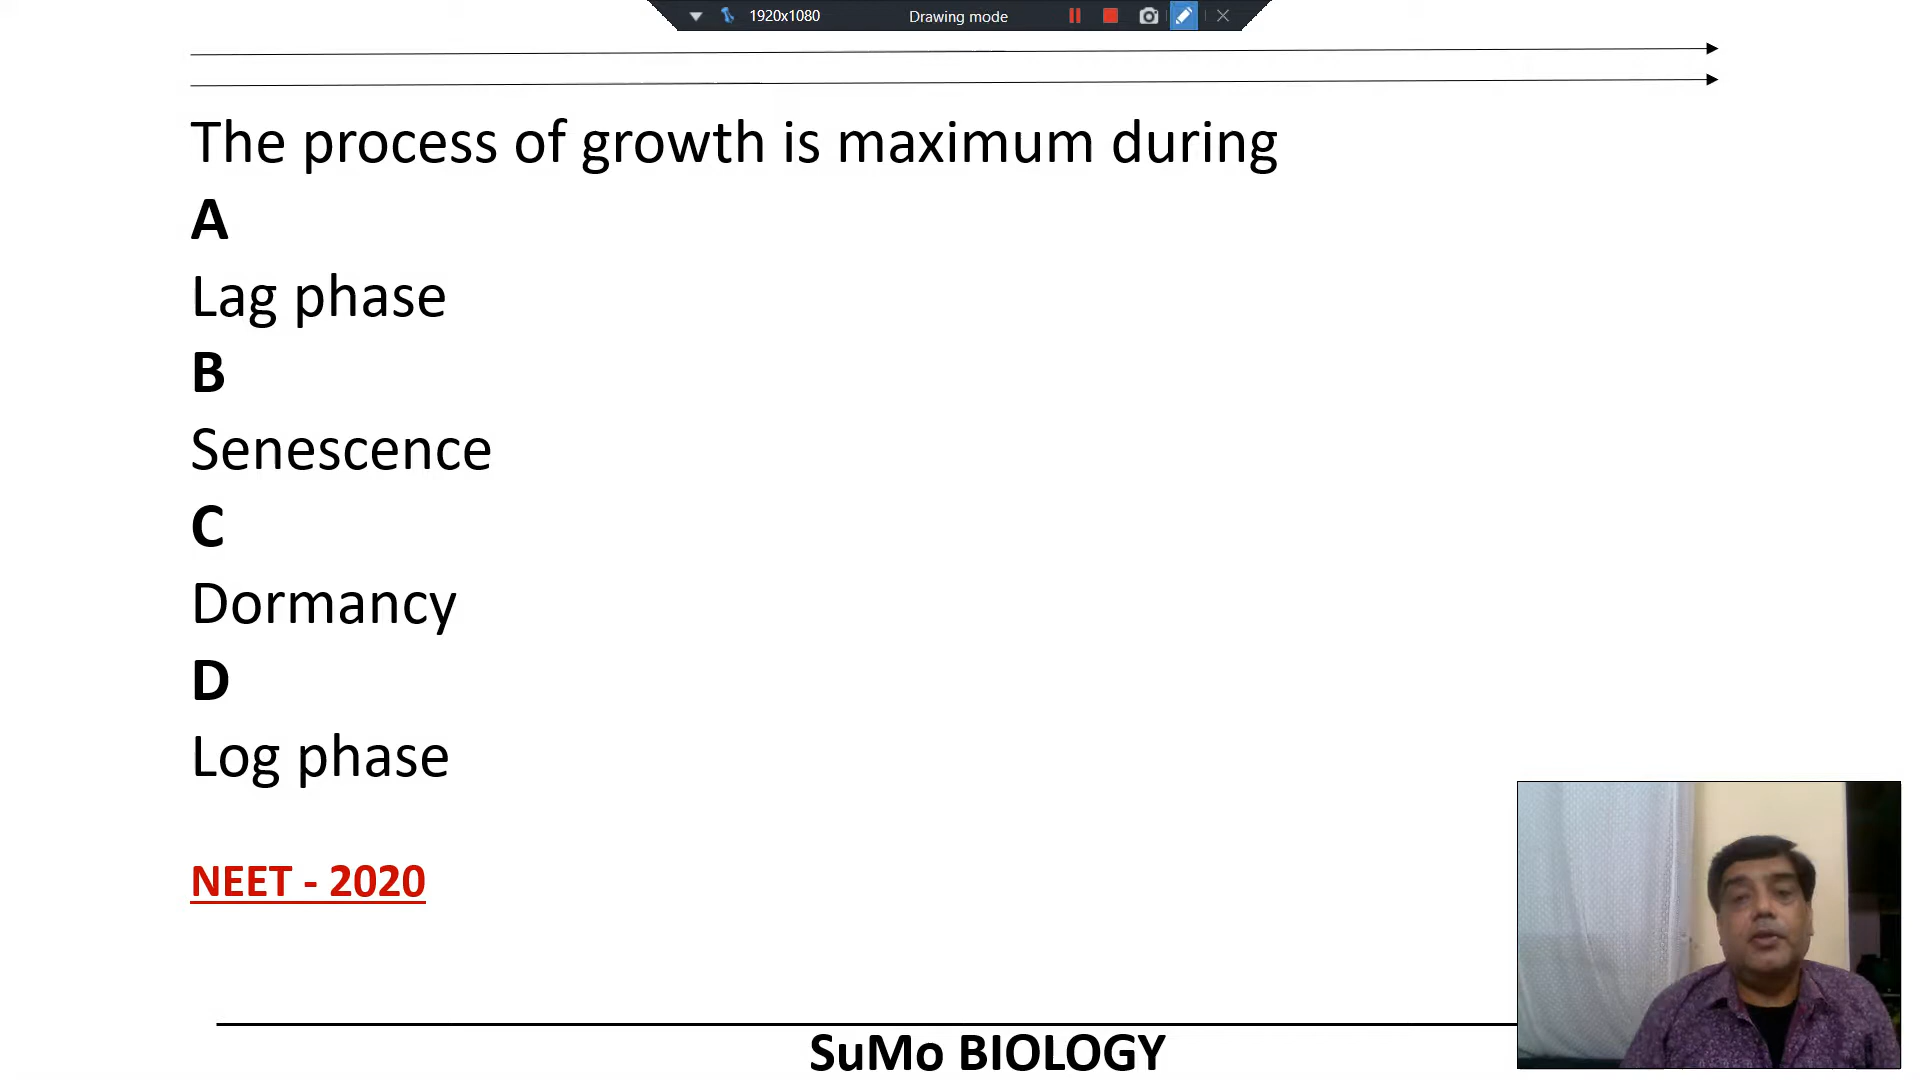 1920x1080 Drawing mode
The process of growth is maximum during
A
Lag phase
B
Senescence
C
Dormancy
D
Log phase
NEET - 2020
SuMo BIOLOGY